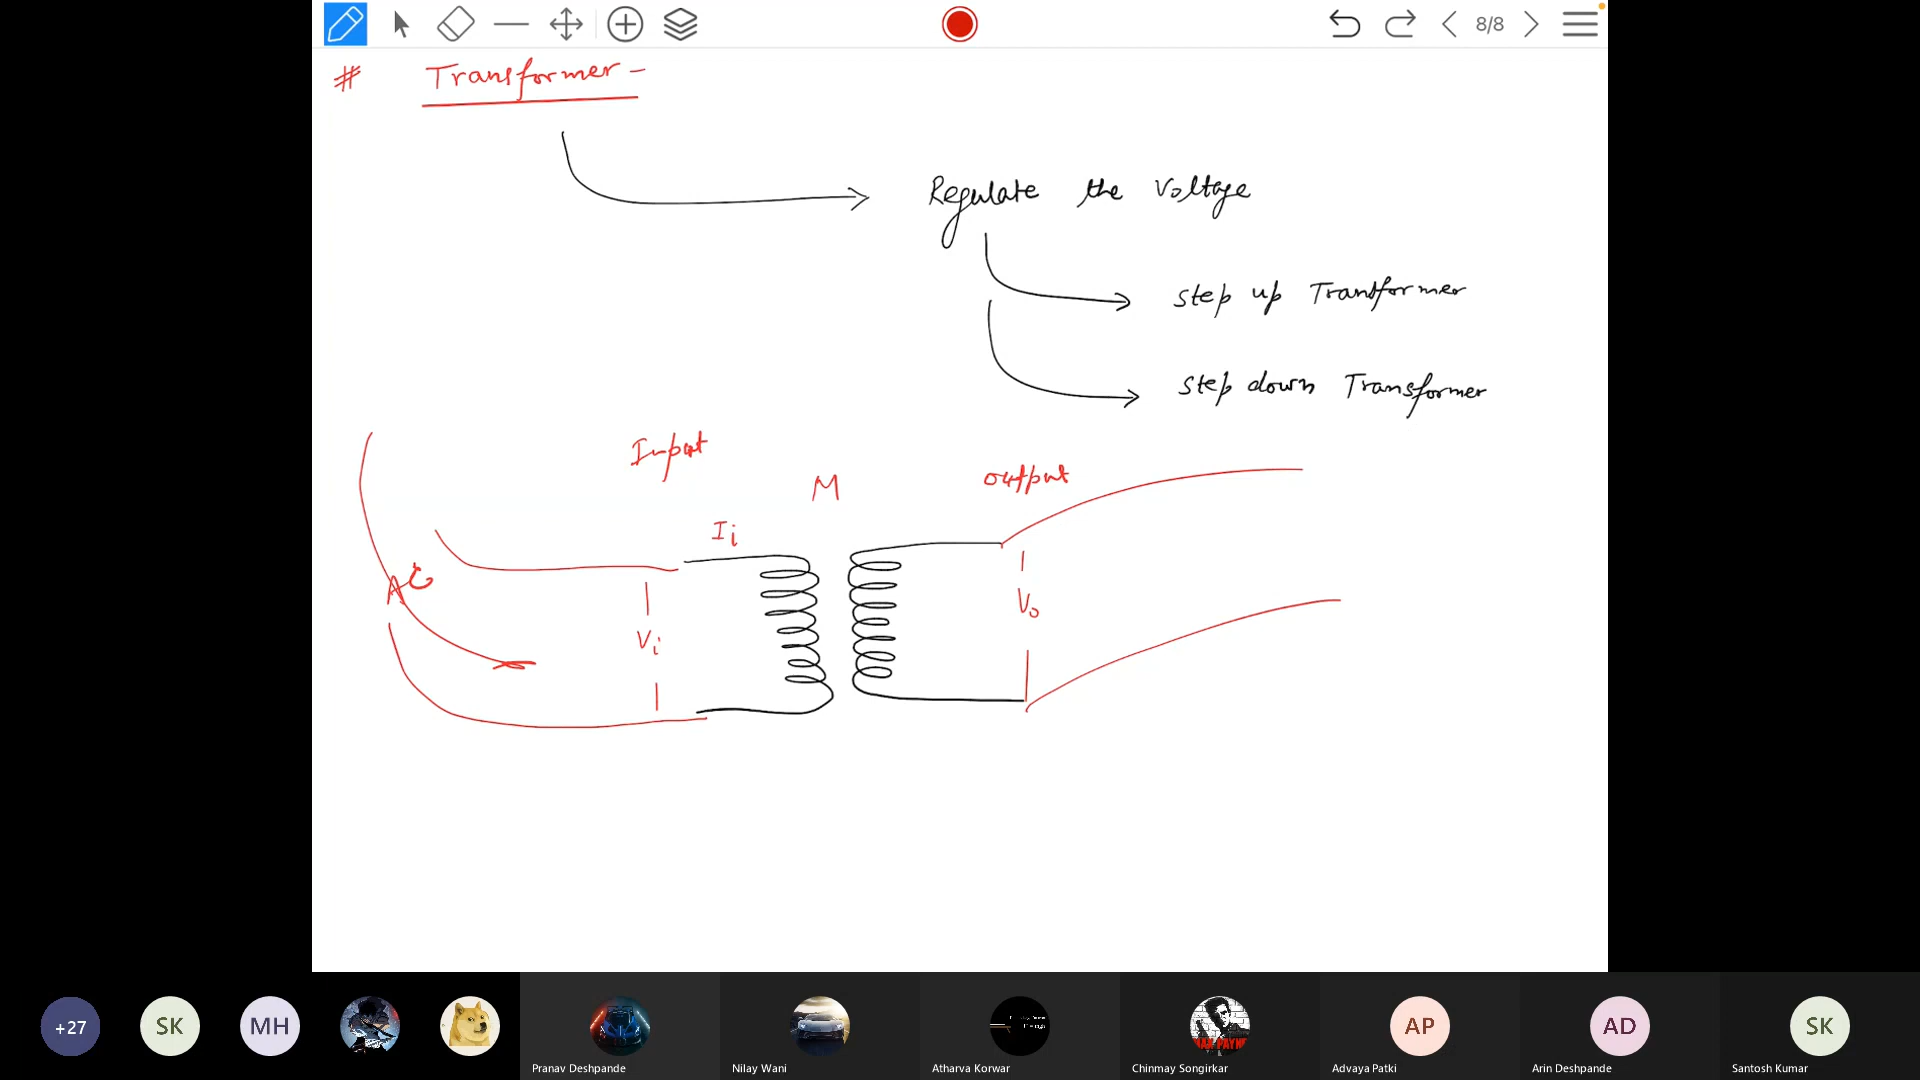 8/8
# Transformer -
Regulate the Voltage
Step up Transformer
Step down Transformer
Input
M
output
Ii
AC
Vi
Vo
+27
SK
MH
AP
AD
SK
MAX PAYNE
Pranav Deshpande
Nilay Wani
Atharva Korwar
Chinmay Songirkar
Advaya Patki
Arin Deshpande
Santosh Kumar